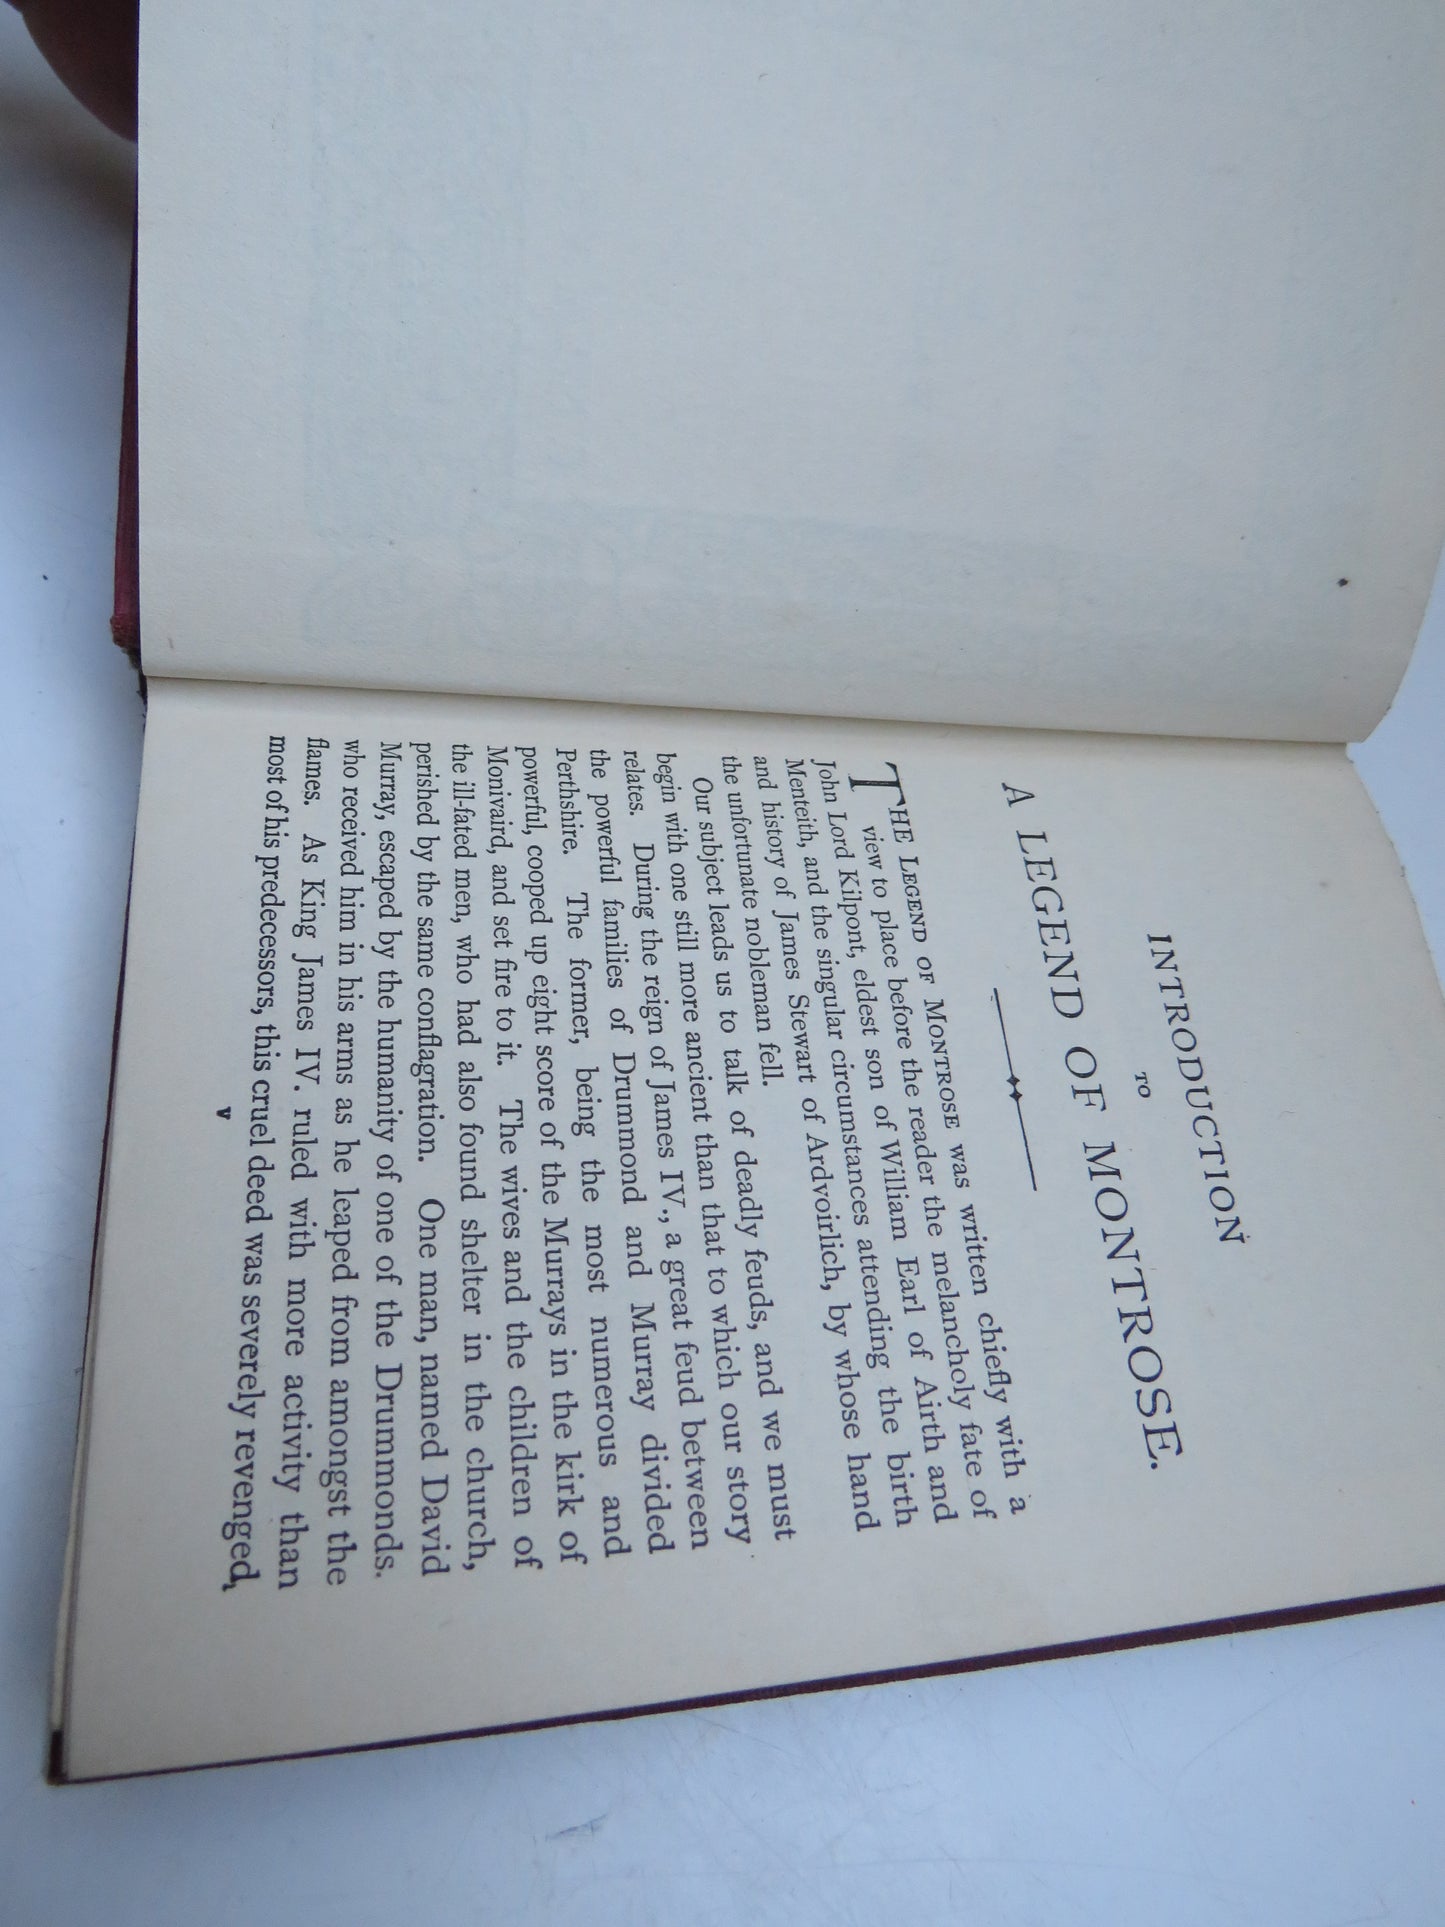 INTRODUCTION
TO
A LEGEND OF MONTROSE.
THE LEGEND OF MONTROSE was written chiefly with a
view to place before the reader the melancholy fate of
John Lord Kilpont, eldest son of William Earl of Airth and
Menteith, and the singular circumstances attending the birth
and history of James Stewart of Ardvoirlich, by whose hand
the unfortunate nobleman fell.
Our subject leads us to talk of deadly feuds, and we must
begin with one still more ancient than that to which our story
relates. During the reign of James IV., a great feud between
the powerful families of Drummond and Murray divided
Perthshire. The former, being the most numerous and
powerful, cooped up eight score of the Murrays in the kirk of
Monivaird, and set fire to it. The wives and the children of
the ill-fated men, who had also found shelter in the church,
perished by the same conflagration. One man, named David
Murray, escaped by the humanity of one of the Drummonds.
who received him in his arms as he leaped from amongst the
flames. As King James IV. ruled with more activity than
most of his predecessors, this cruel deed was severely revenged,
v